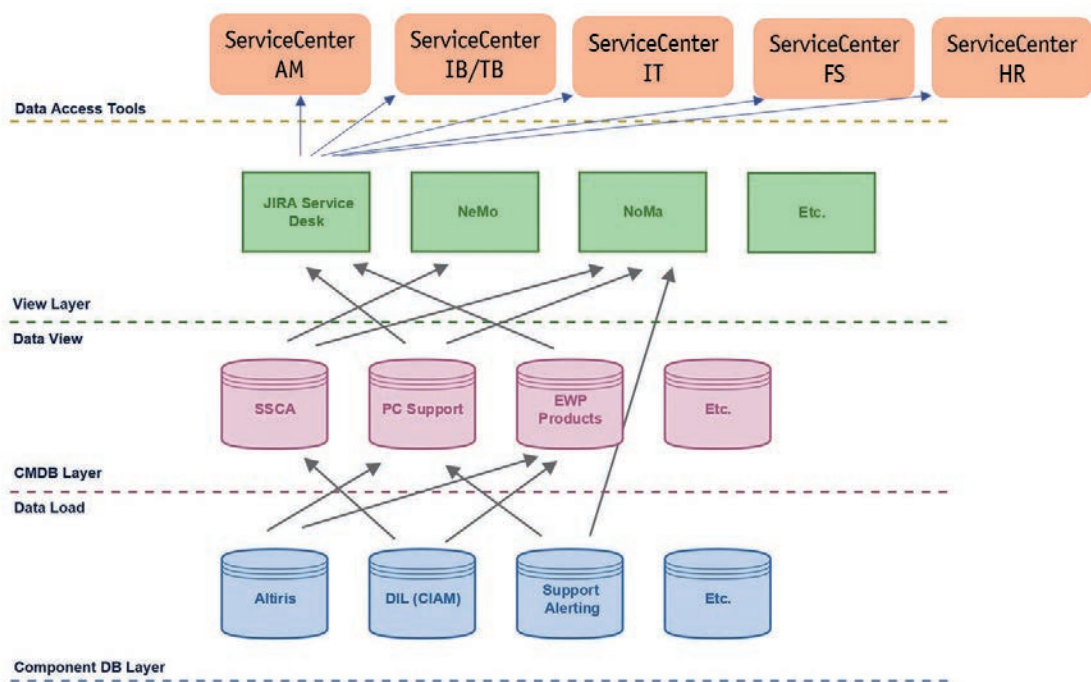 ServiceCenter
AM
ServiceCenter
IB/TB
ServiceCenter
IT
ServiceCenter
FS
ServiceCenter
HR
Data Access Tools
JIRA Service
Desk
NeMo
NoMa
Etc.
View Layer
Data View
SSCA
PC Support
EWP
Products
Etc.
CMDB Layer
Data Load
Altiris
DIL (CIAM)
Support
Alerting
Etc.
Component DB Layer